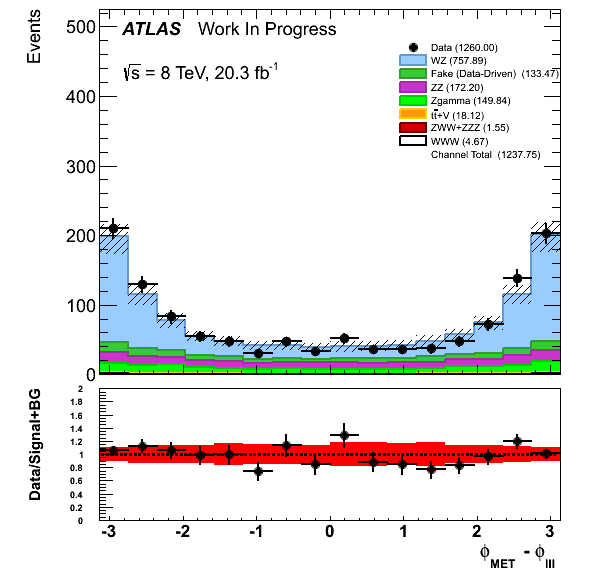 ATLAS Work In Progress
√s = 8 TeV, 20.3 fb⁻¹
Events
500
400
300
200
100
0
Data (1260.00)
WZ (757.89)
Fake (Data-Driven) (133.47)
ZZ (172.20)
Zgamma (149.84)
tt̄+V (18.12)
ZWW+ZZZ (1.55)
WWW (4.67)
Channel Total (1237.75)
Data/Signal+BG
2
1.8
1.6
1.4
1.2
1
0.8
0.6
0.4
0.2
0
-3 -2 -1 0 1 2 3
ϕMET - ϕlll